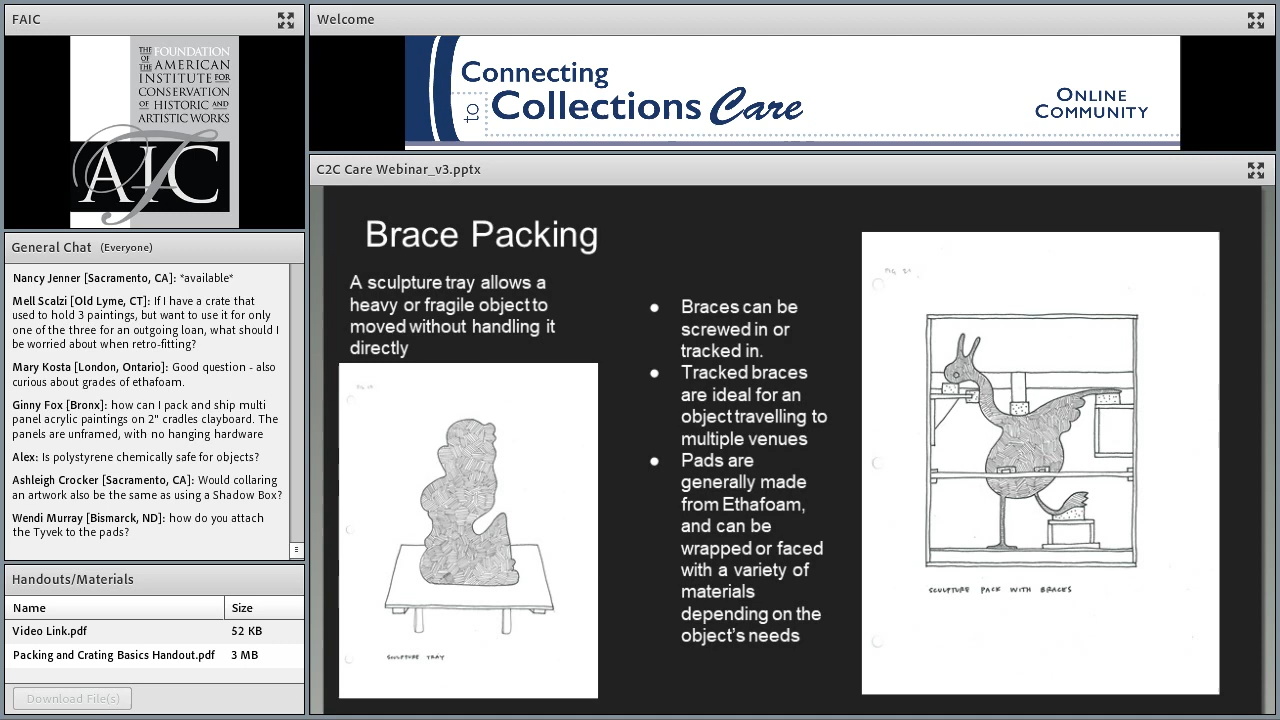 FAIC
THE FOUNDATION
OF THE AMERICAN
INSTITUTE FOR
CONSERVATION
OF HISTORIC AND
ARTISTIC WORKS
FAIC
General Chat (Everyone)
Nancy Jenner [Sacramento, CA]: *available*
Mell Scalzi [Old Lyme, CT]: If I have a crate that
used to hold 3 paintings, but want to use it for only
one of the three for an outgoing loan, what should I
be worried about when retro-fitting?
Mary Kosta [London, Ontario]: Good question - also
curious about grades of ethafoam.
Ginny Fox [Bronx]: how can I pack and ship multi
panel acrylic paintings on 2" cradles clayboard. The
panels are unframed, with no hanging hardware
Alex: Is polystyrene chemically safe for objects?
Ashleigh Crocker [Sacramento, CA]: Would collaring
an artwork also be the same as using a Shadow Box?
Wendi Murray [Bismarck, ND]: how do you attach
the Tyvek to the pads?
Handouts/Materials
Name Size
Video Link.pdf 52 KB
Packing and Crating Basics Handout.pdf 3 MB
Download File(s)
Welcome
Connecting
to Collections Care
ONLINE
COMMUNITY
C2C Care Webinar_v3.pptx
Brace Packing
A sculpture tray allows a
heavy or fragile object to
moved without handling it
directly
SCULPTURE TRAY
● Braces can be
screwed in or
tracked in.
● Tracked braces
are ideal for an
object travelling to
multiple venues
● Pads are
generally made
from Ethafoam,
and can be
wrapped or faced
with a variety of
materials
depending on the
object's needs
SCULPTURE PACK WITH BRACES